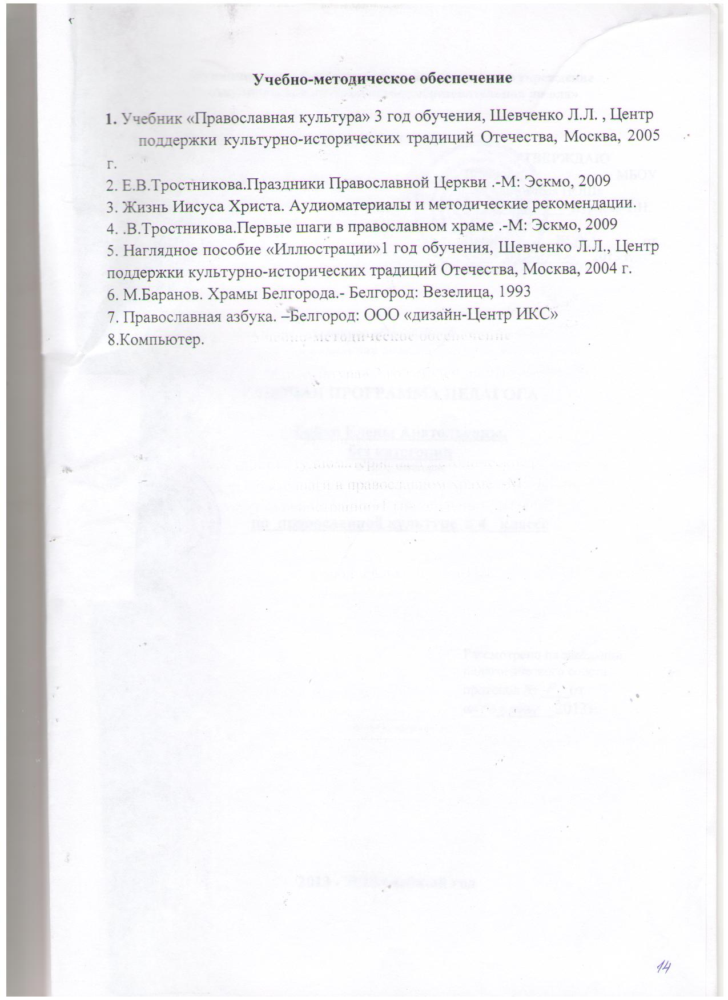 Учебно-методическое обеспечение
1. Учебник «Православная культура» 3 год обучения, Шевченко Л.Л. , Центр
поддержки культурно-исторических традиций Отечества, Москва, 2005
г.
2. Е.В.Тростникова.Праздники Православной Церкви .-М: Эскмо, 2009
3. Жизнь Иисуса Христа. Аудиоматериалы и методические рекомендации.
4. .В.Тростникова.Первые шаги в православном храме .-М: Эскмо, 2009
5. Наглядное пособие «Иллюстрации»1 год обучения, Шевченко Л.Л., Центр
поддержки культурно-исторических традиций Отечества, Москва, 2004 г.
6. М.Баранов. Храмы Белгорода.- Белгород: Везелица, 1993
7. Православная азбука. –Белгород: ООО «дизайн-Центр ИКС»
8.Компьютер.
14